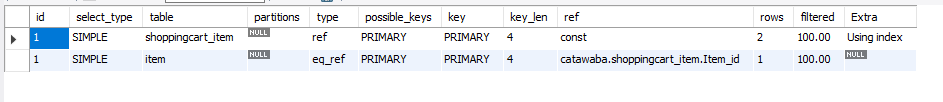 id select_type table partitions type possible_keys key key_len ref rows filtered Extra
1 SIMPLE shoppingcart_item NULL ref PRIMARY PRIMARY 4 const 2 100.00 Using index
1 SIMPLE item NULL eq_ref PRIMARY PRIMARY 4 catawaba.shoppingcart_item.Item_id 1 100.00 NULL